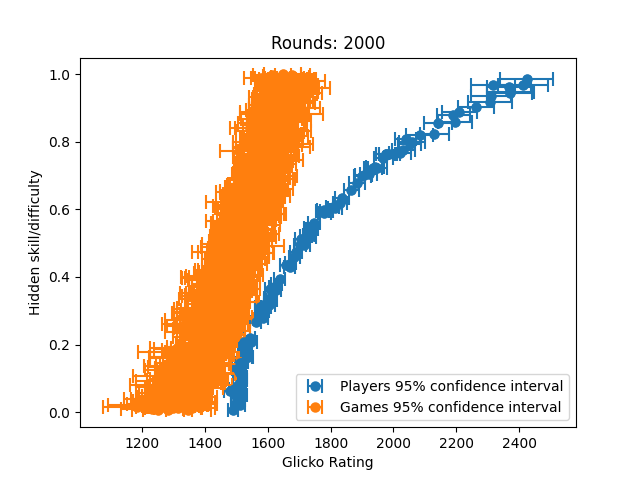 Rounds: 2000
Hidden skill/difficulty
1.0
0.8
0.6
0.4
0.2
0.0
Players 95% confidence interval
Games 95% confidence interval
1200 1400 1600 1800 2000 2200 2400
Glicko Rating